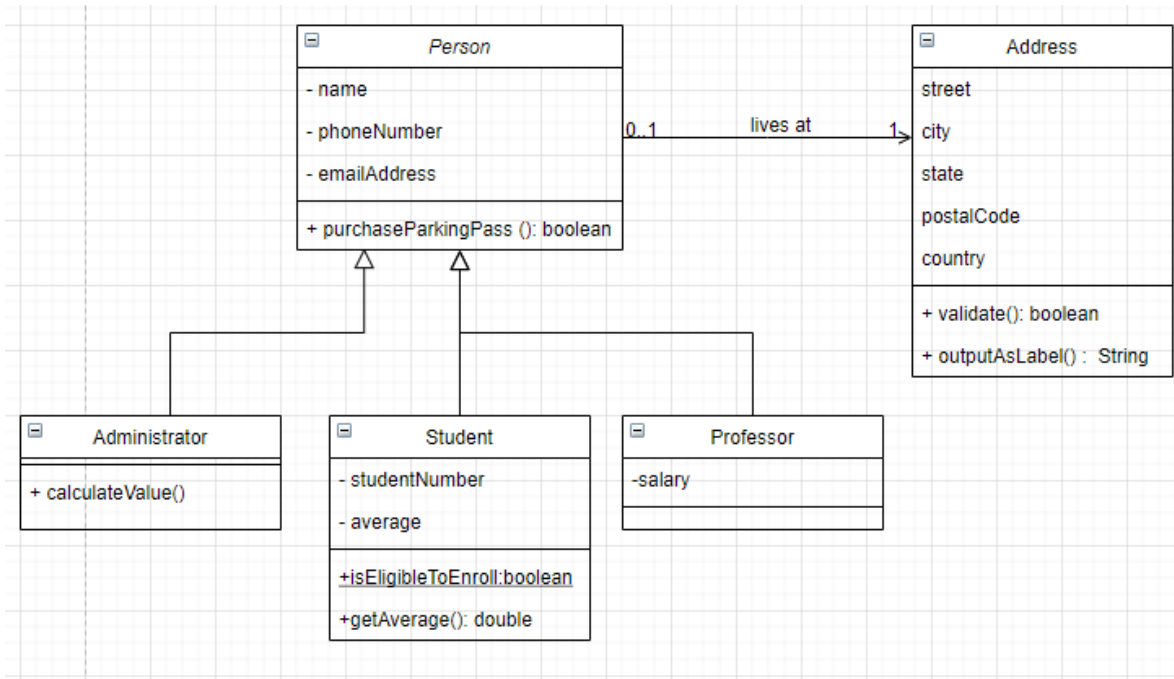 Person
- name
- phoneNumber
- emailAddress
+ purchaseParkingPass (): boolean
0..1
lives at
1
Address
street
city
state
postalCode
country
+ validate(): boolean
+ outputAsLabel() :  String
Administrator
+ calculateValue()
Student
- studentNumber
- average
+isEligibleToEnroll:boolean
+getAverage(): double
Professor
-salary